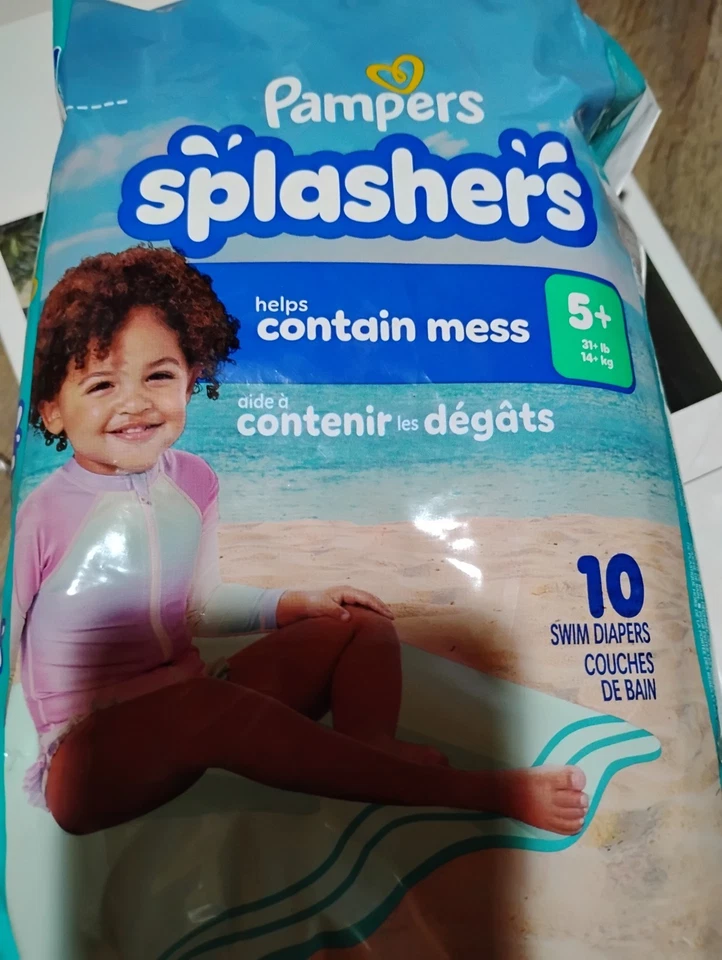 Pampers
splashers
helps
contain mess
5+
31+ lb
14+ kg
aide à
contenir les dégâts
10
SWIM DIAPERS
COUCHES
DE BAIN